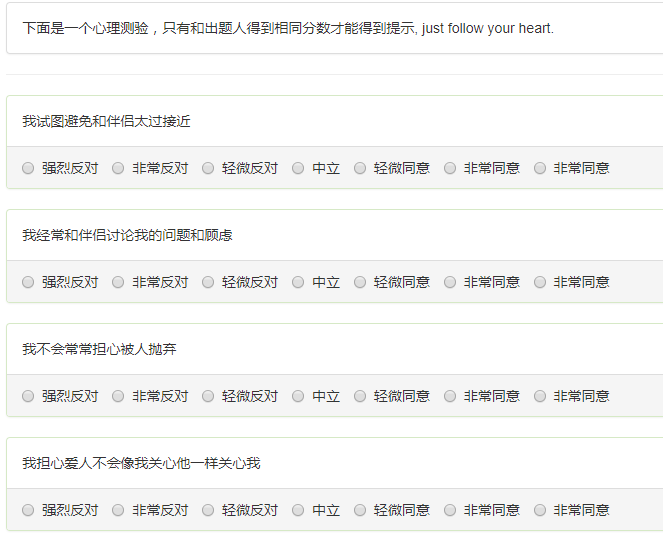 下面是一个心理测验，只有和出题人得到相同分数才能得到提示, just follow your heart.
我试图避免和伴侣太过接近
强烈反对 非常反对 轻微反对 中立 轻微同意 非常同意 非常同意
我经常和伴侣讨论我的问题和顾虑
强烈反对 非常反对 轻微反对 中立 轻微同意 非常同意 非常同意
我不会常常担心被人抛弃
强烈反对 非常反对 轻微反对 中立 轻微同意 非常同意 非常同意
我担心爱人不会像我关心他一样关心我
强烈反对 非常反对 轻微反对 中立 轻微同意 非常同意 非常同意